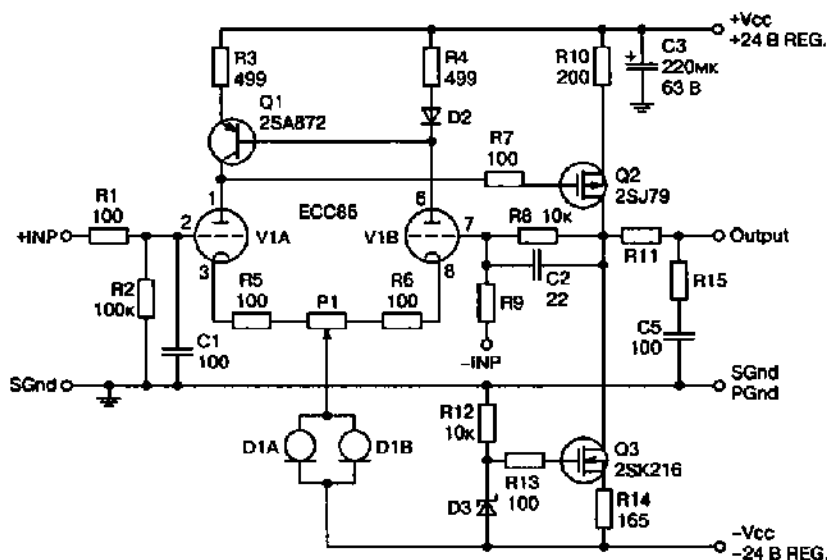 +Vcc
+24 В REG.
R3
499
R4
499
R10
200
C3
220мк
63 В
+
Q1
2SA872
D2
R7
100
Q2
2SJ79
1
6
ECC86
R1
100
+INP
2
V1A
V1B
7
R8 10к
Output
R11
3
8
R2
100к
R5
100
P1
R6
100
C2
22
R9
R15
C1
100
-INP
C5
100
SGnd
SGnd
PGnd
R12
10к
D1A
D1B
Q3
2SK216
R13
100
D3
R14
165
-Vcc
-24 В REG.